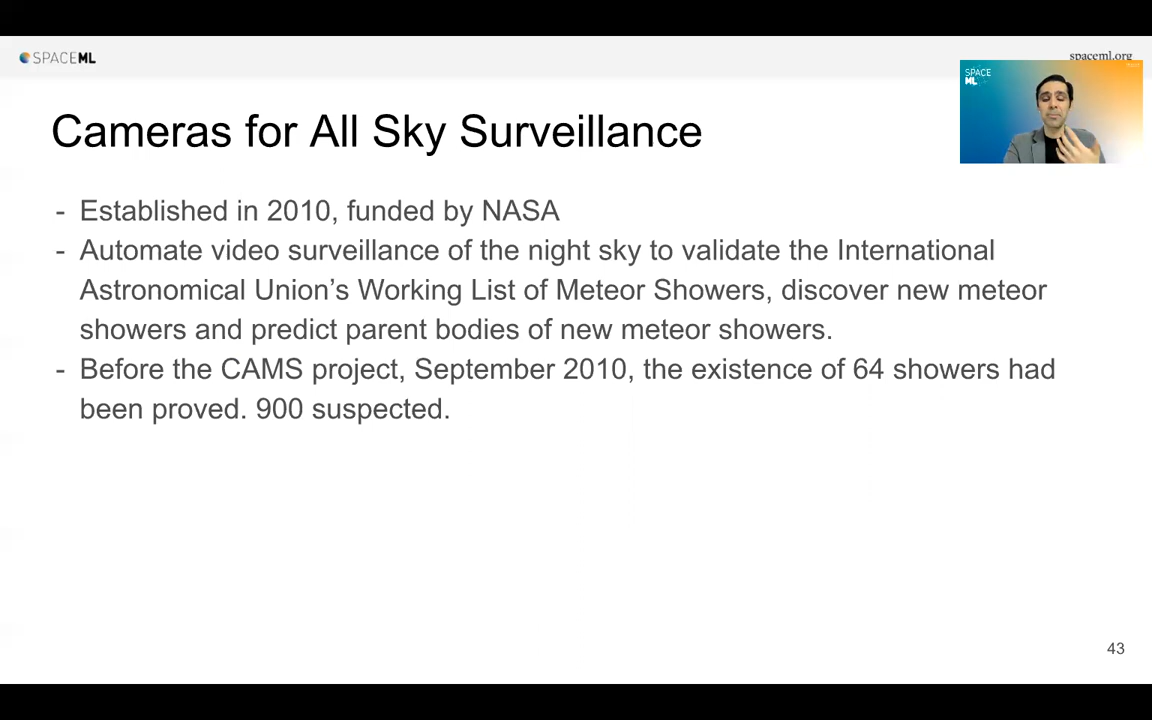 SPACEML
spaceml.org
SPACE
ML
Cameras for All Sky Surveillance
- Established in 2010, funded by NASA
- Automate video surveillance of the night sky to validate the International
Astronomical Union’s Working List of Meteor Showers, discover new meteor
showers and predict parent bodies of new meteor showers.
- Before the CAMS project, September 2010, the existence of 64 showers had
been proved. 900 suspected.
43